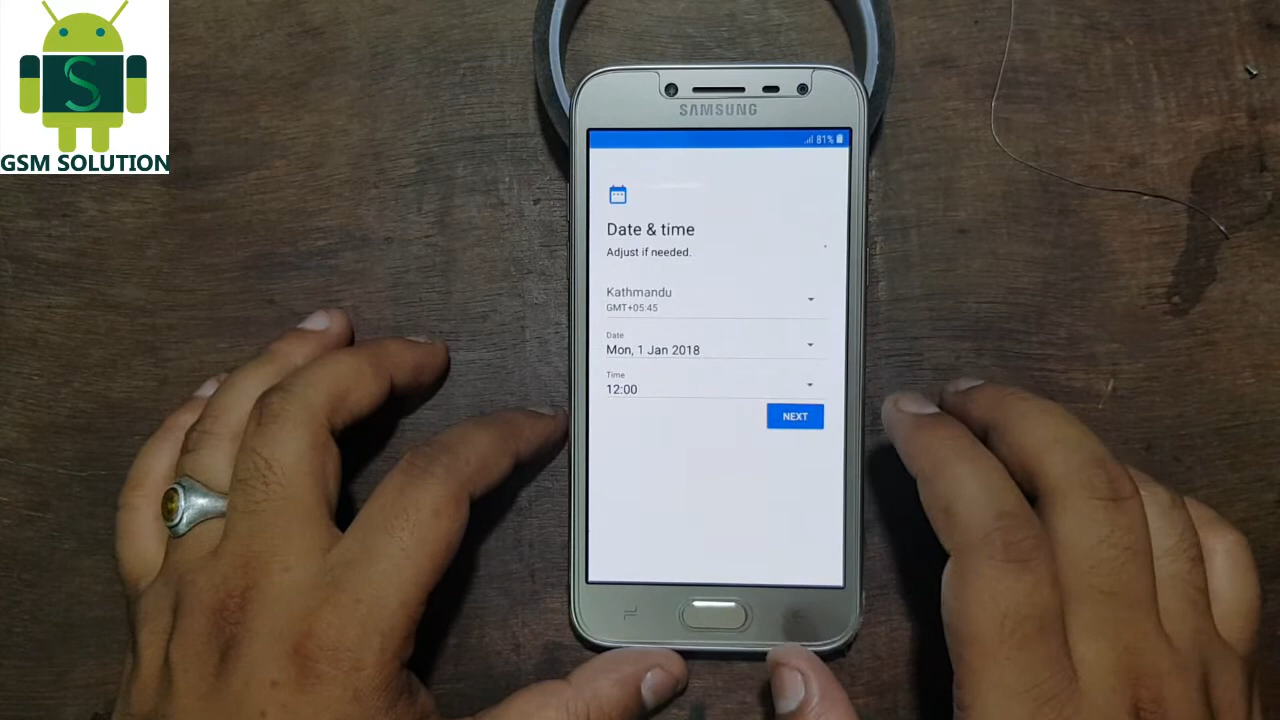 GSM SOLUTION
SAMSUNG
81%
Date & time
Adjust if needed.
Kathmandu
GMT+05:45
Date
Mon, 1 Jan 2018
Time
12:00
NEXT